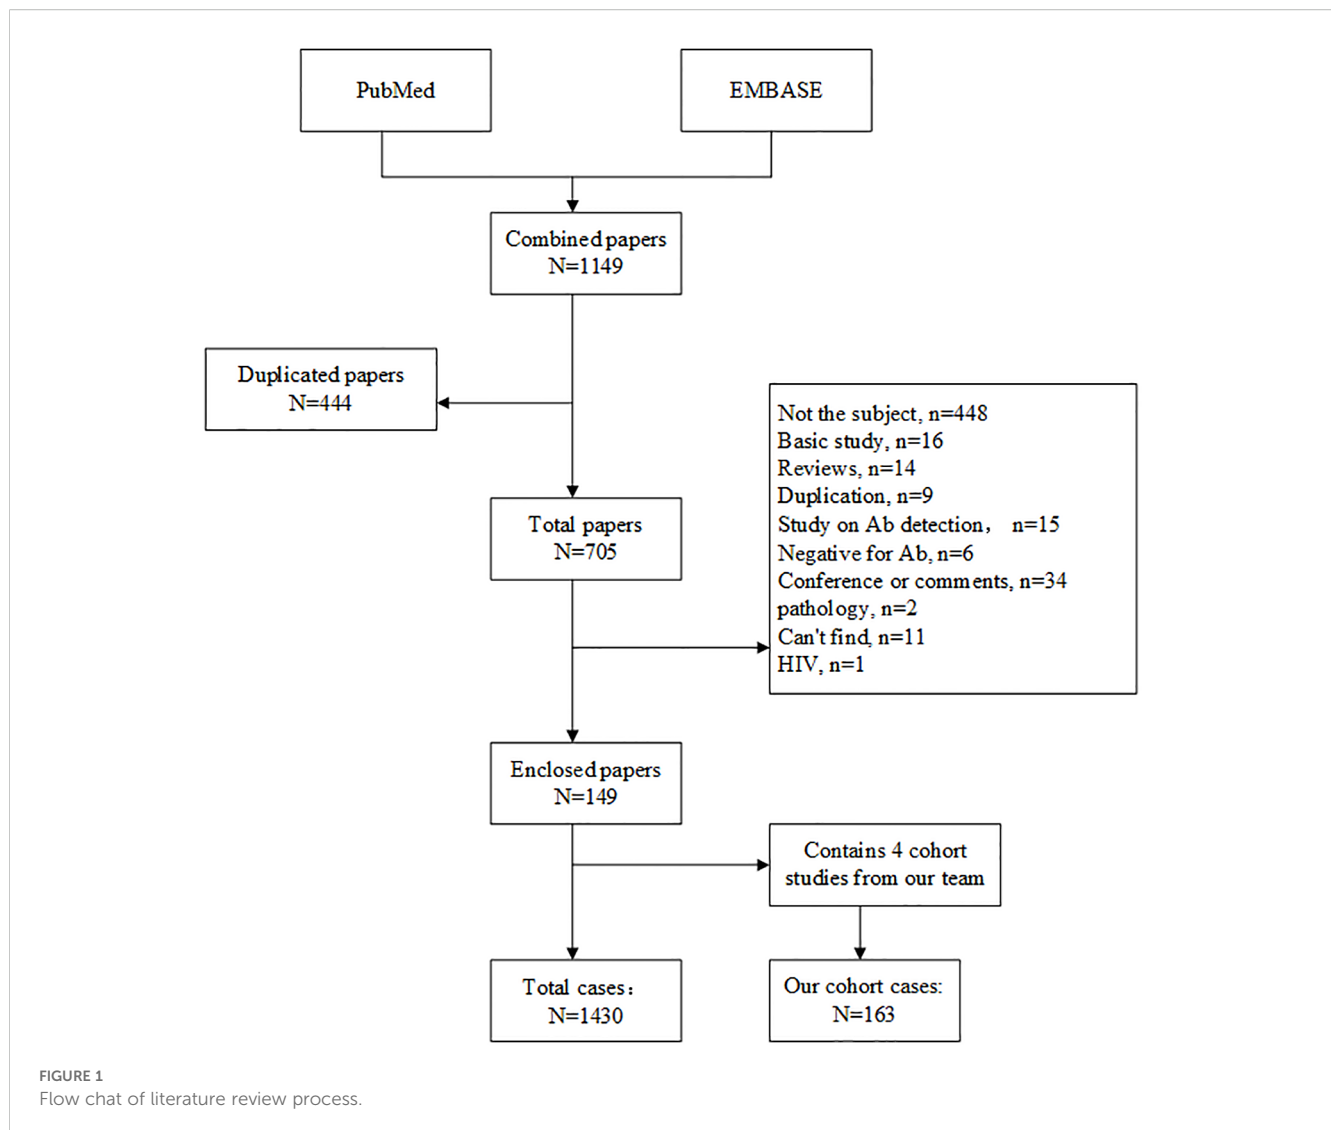 PubMed
EMBASE
Combined papers
N=1149
Duplicated papers
N=444
Not the subject, n=448
Basic study, n=16
Reviews, n=14
Duplication, n=9
Study on Ab detection， n=15
Negative for Ab, n=6
Conference or comments, n=34
pathology, n=2
Can't find, n=11
HIV, n=1
Total papers
N=705
Enclosed papers
N=149
Contains 4 cohort
studies from our team
Total cases：
N=1430
Our cohort cases:
N=163
FIGURE 1
Flow chat of literature review process.